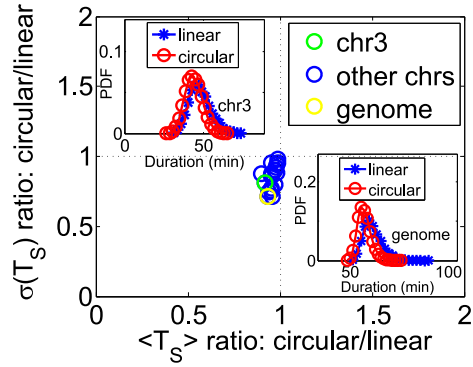 2
1.5
1
0.5
0
0
0.5
1
1.5
2
σ(T_S) ratio: circular/linear
<T_S> ratio: circular/linear
chr3
other chrs
genome
0.1
0
PDF
linear
circular
chr3
0
50
Duration (min)
0.2
0
PDF
linear
circular
genome
50
100
Duration (min)